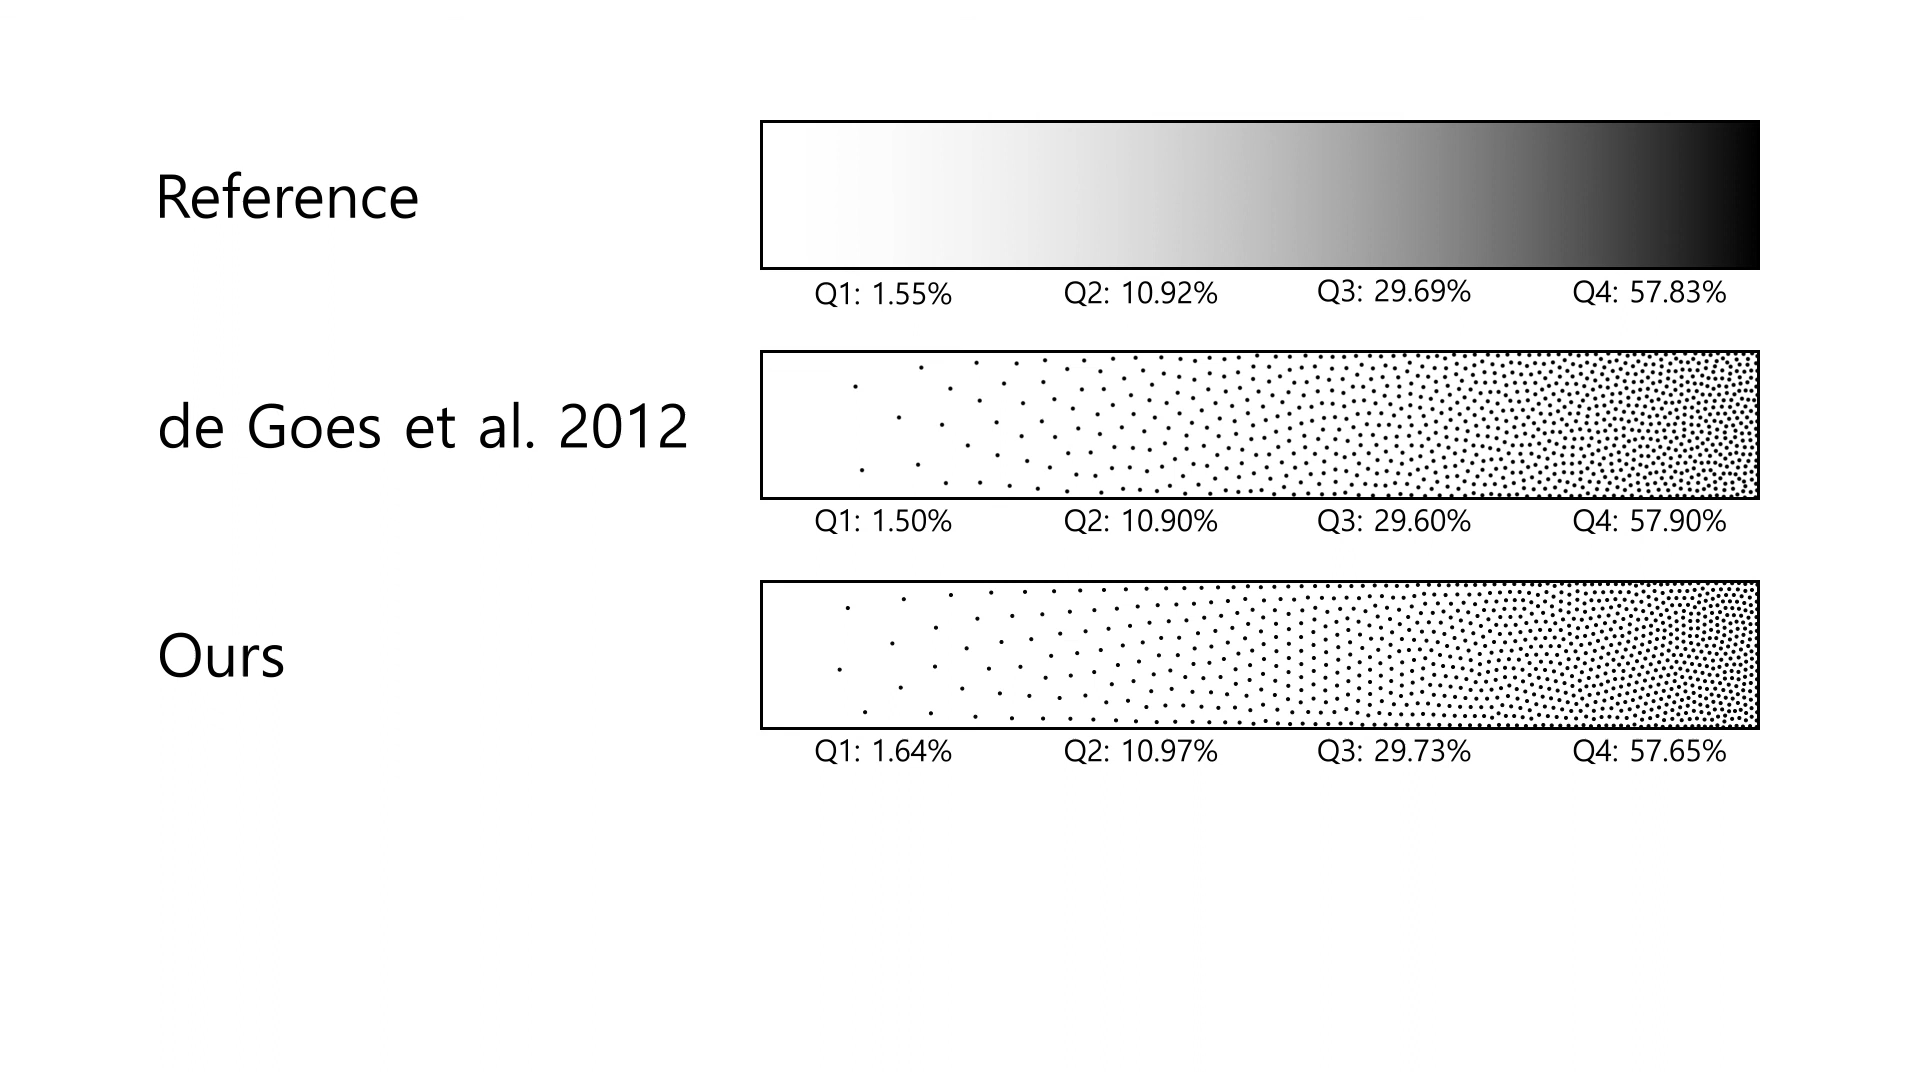 Reference
Q1: 1.55% Q2: 10.92% Q3: 29.69% Q4: 57.83%
de Goes et al. 2012
Q1: 1.50% Q2: 10.90% Q3: 29.60% Q4: 57.90%
Ours
Q1: 1.64% Q2: 10.97% Q3: 29.73% Q4: 57.65%